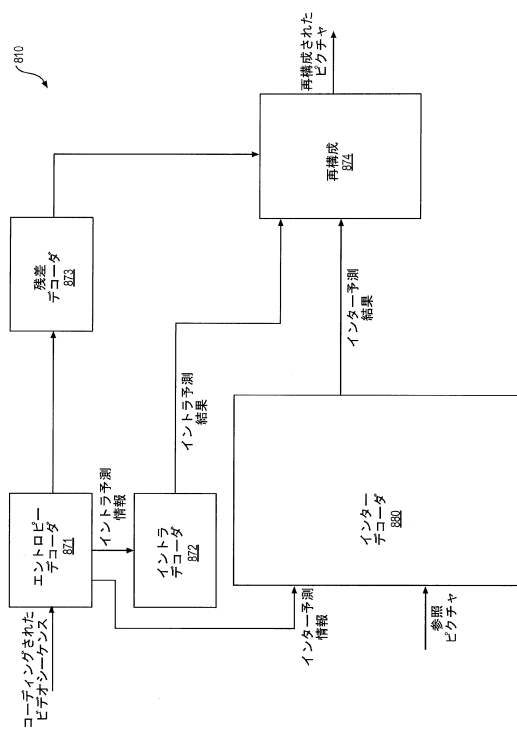 810
コーディングされた
ビデオシーケンス
エントロピー
デコーダ
871
残差
デコーダ
873
イントラ予測
情報
イントラ
デコーダ
872
イントラ予測
結果
再構成
874
再構成された
ピクチャ
インター予測
情報
参照
ピクチャ
インター
デコーダ
880
インター予測
結果